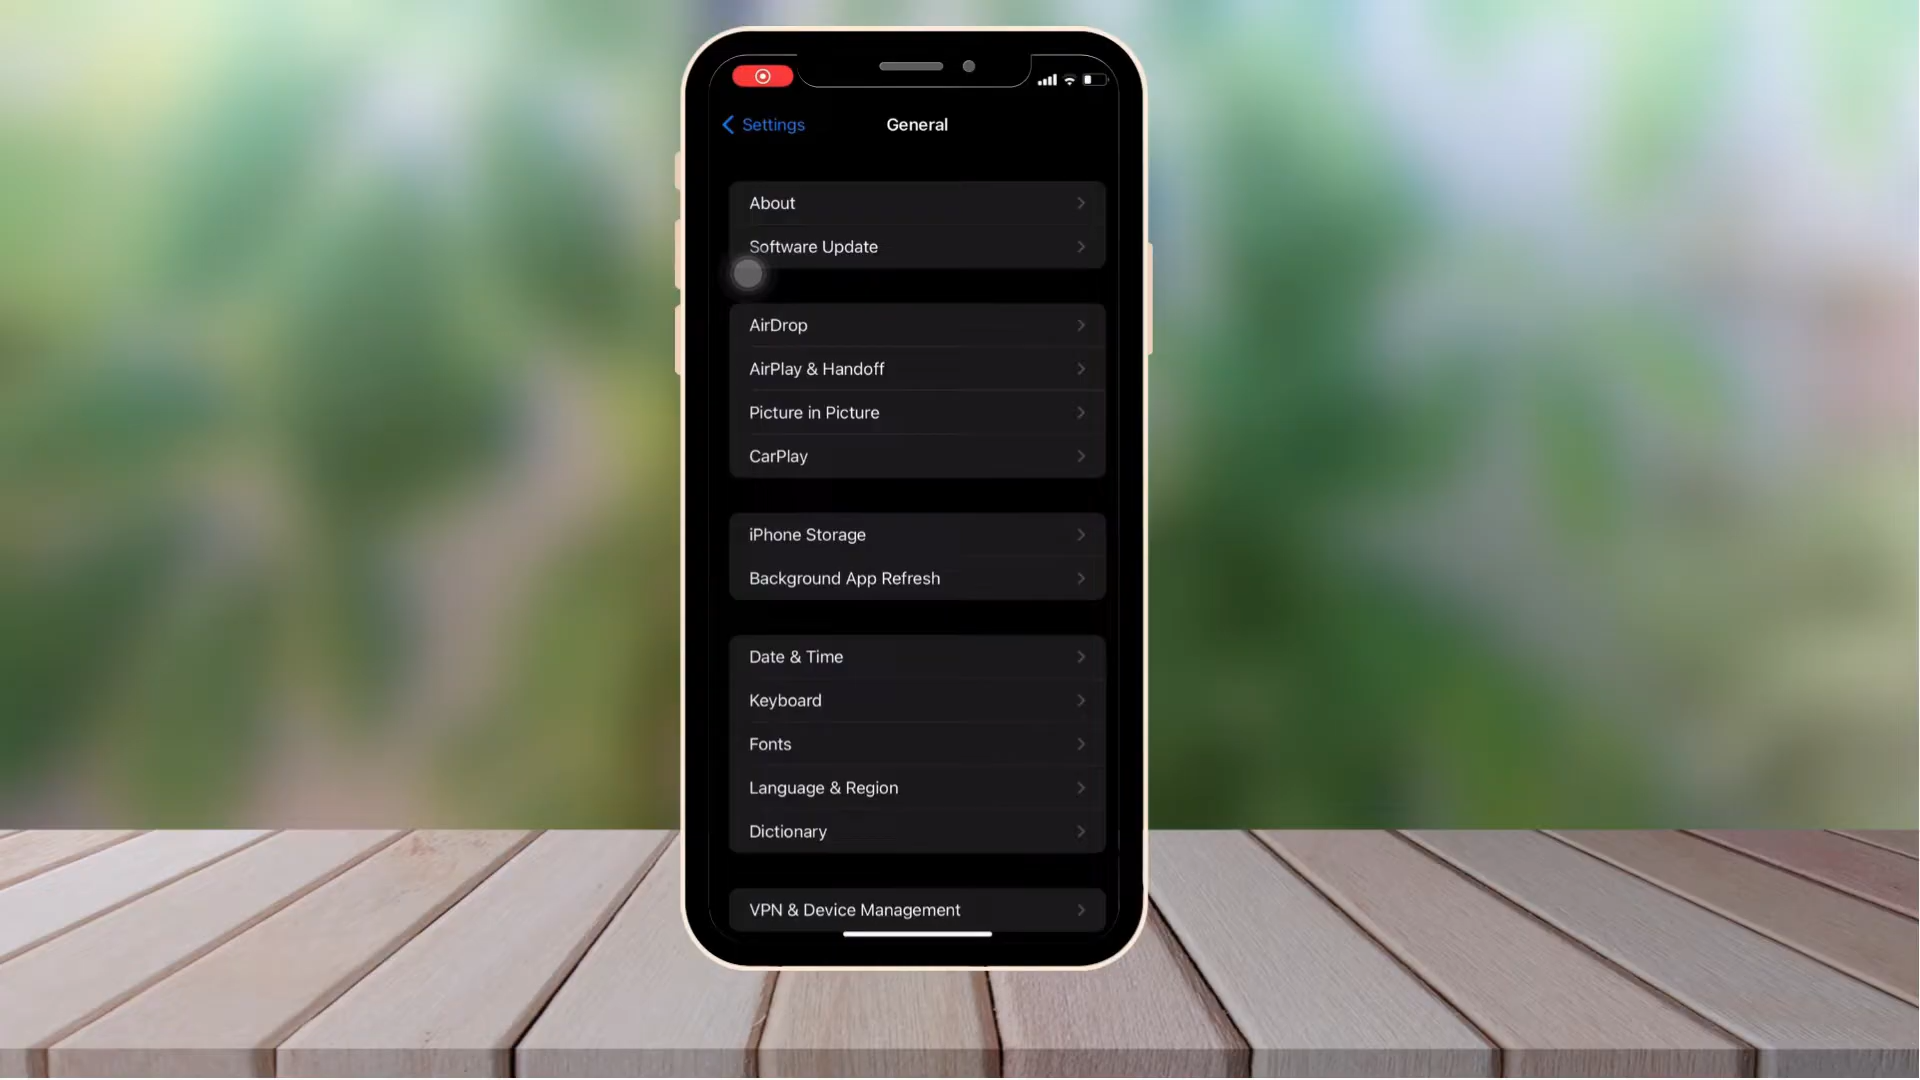 Settings
General
About
Software Update
AirDrop
AirPlay & Handoff
Picture in Picture
CarPlay
iPhone Storage
Background App Refresh
Date & Time
Keyboard
Fonts
Language & Region
Dictionary
VPN & Device Management